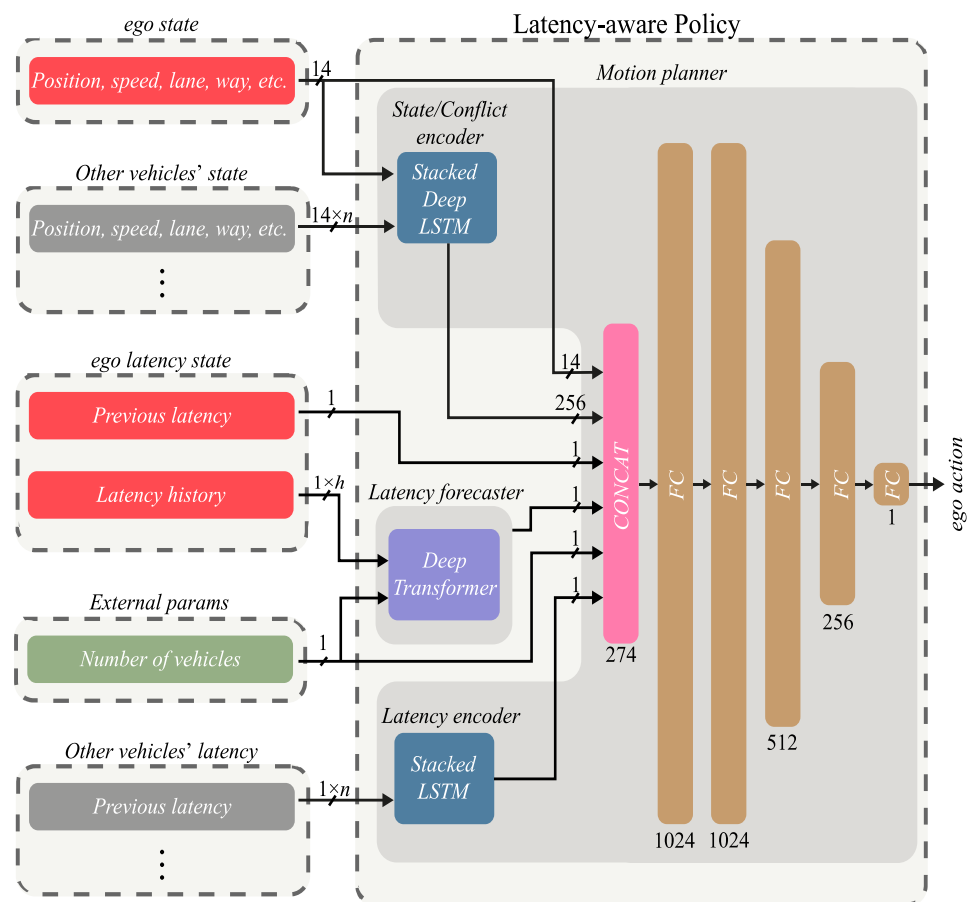 Latency-aware Policy
ego state
Position, speed, lane, way, etc.
14
Motion planner
State/Conflict
encoder
Stacked
Deep
LSTM
Other vehicles' state
Position, speed, lane, way, etc.
14×n
⋮
ego latency state
Previous latency
1
Latency history
1×h
Latency forecaster
Deep
Transformer
External params
Number of vehicles
1
Latency encoder
Stacked
LSTM
Other vehicles' latency
Previous latency
1×n
⋮
14
256
1
1
1
1
CONCAT
274
FC
1024
FC
1024
FC
512
FC
256
FC
1
ego action